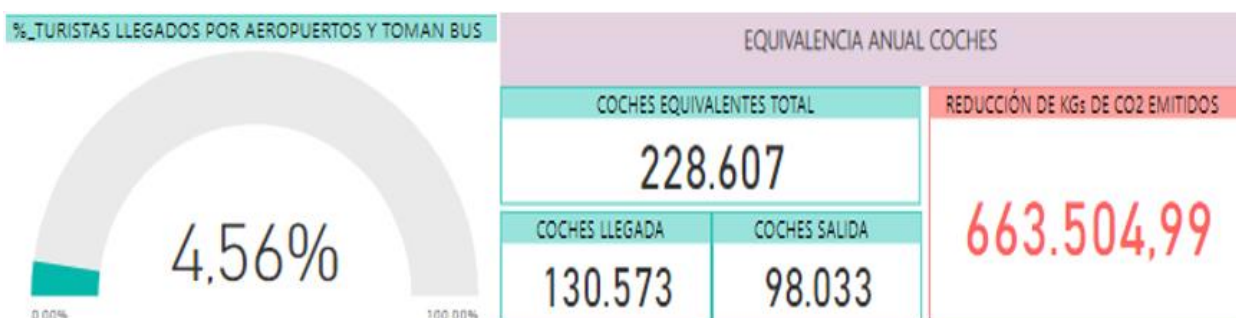 %_TURISTAS LLEGADOS POR AEROPUERTOS Y TOMAN BUS
4,56%
0,00%
100,00%
EQUIVALENCIA ANUAL COCHES
COCHES EQUIVALENTES TOTAL
228.607
COCHES LLEGADA
130.573
COCHES SALIDA
98.033
REDUCCIÓN DE KGs DE CO2 EMITIDOS
663.504,99